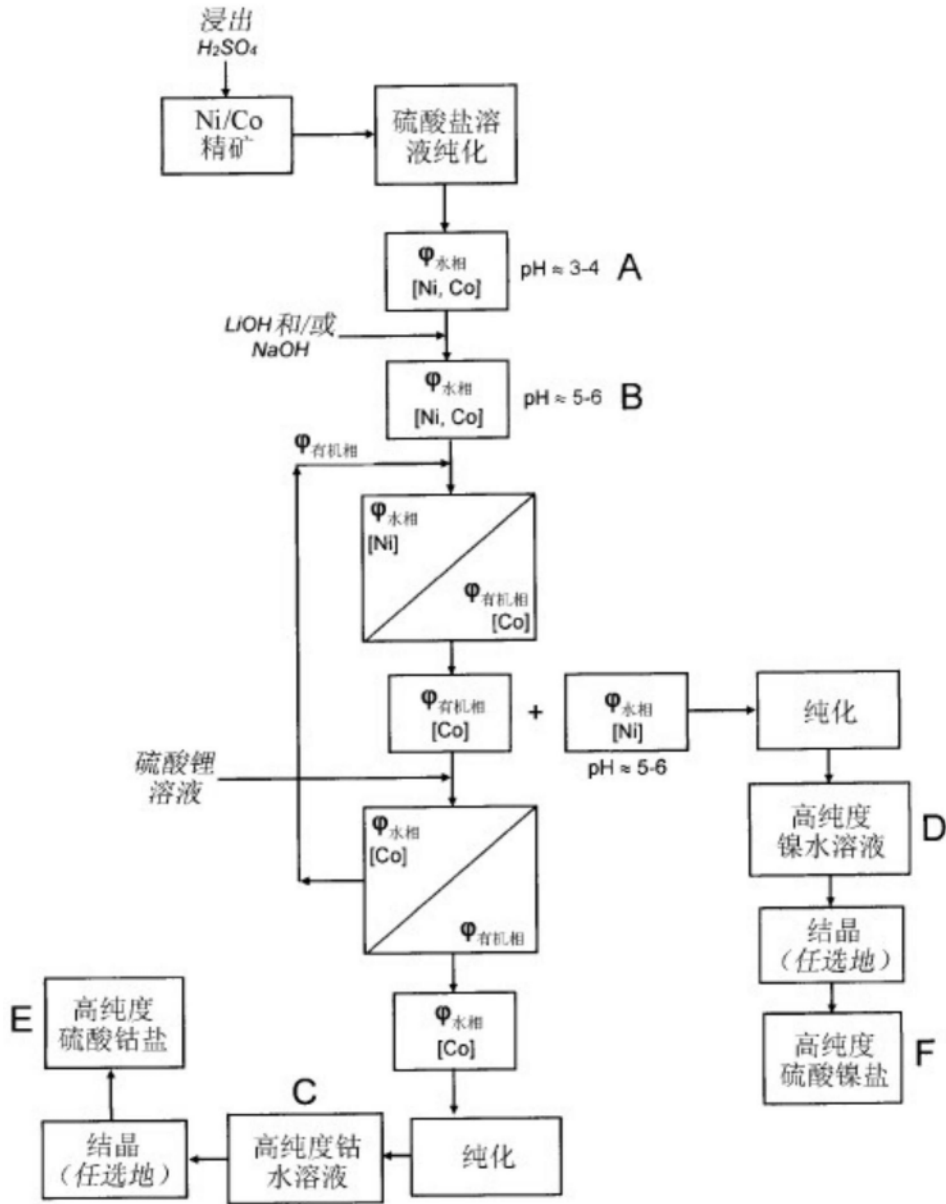 浸出
H₂SO₄
Ni/Co
精矿
硫酸盐溶
液纯化
φ水相
[Ni, Co]
pH ≈ 3-4
A
LiOH 和/或
NaOH
φ水相
[Ni, Co]
pH ≈ 5-6
B
φ有机相
φ水相
[Ni]
φ有机相
[Co]
φ有机相
[Co]
+
φ水相
[Ni]
pH ≈ 5-6
纯化
硫酸锂
溶液
φ水相
[Co]
φ有机相
高纯度
镍水溶液
D
结晶
（任选地）
高纯度
硫酸镍盐
F
φ水相
[Co]
E
高纯度
硫酸钴盐
C
结晶
（任选地）
高纯度钴
水溶液
纯化